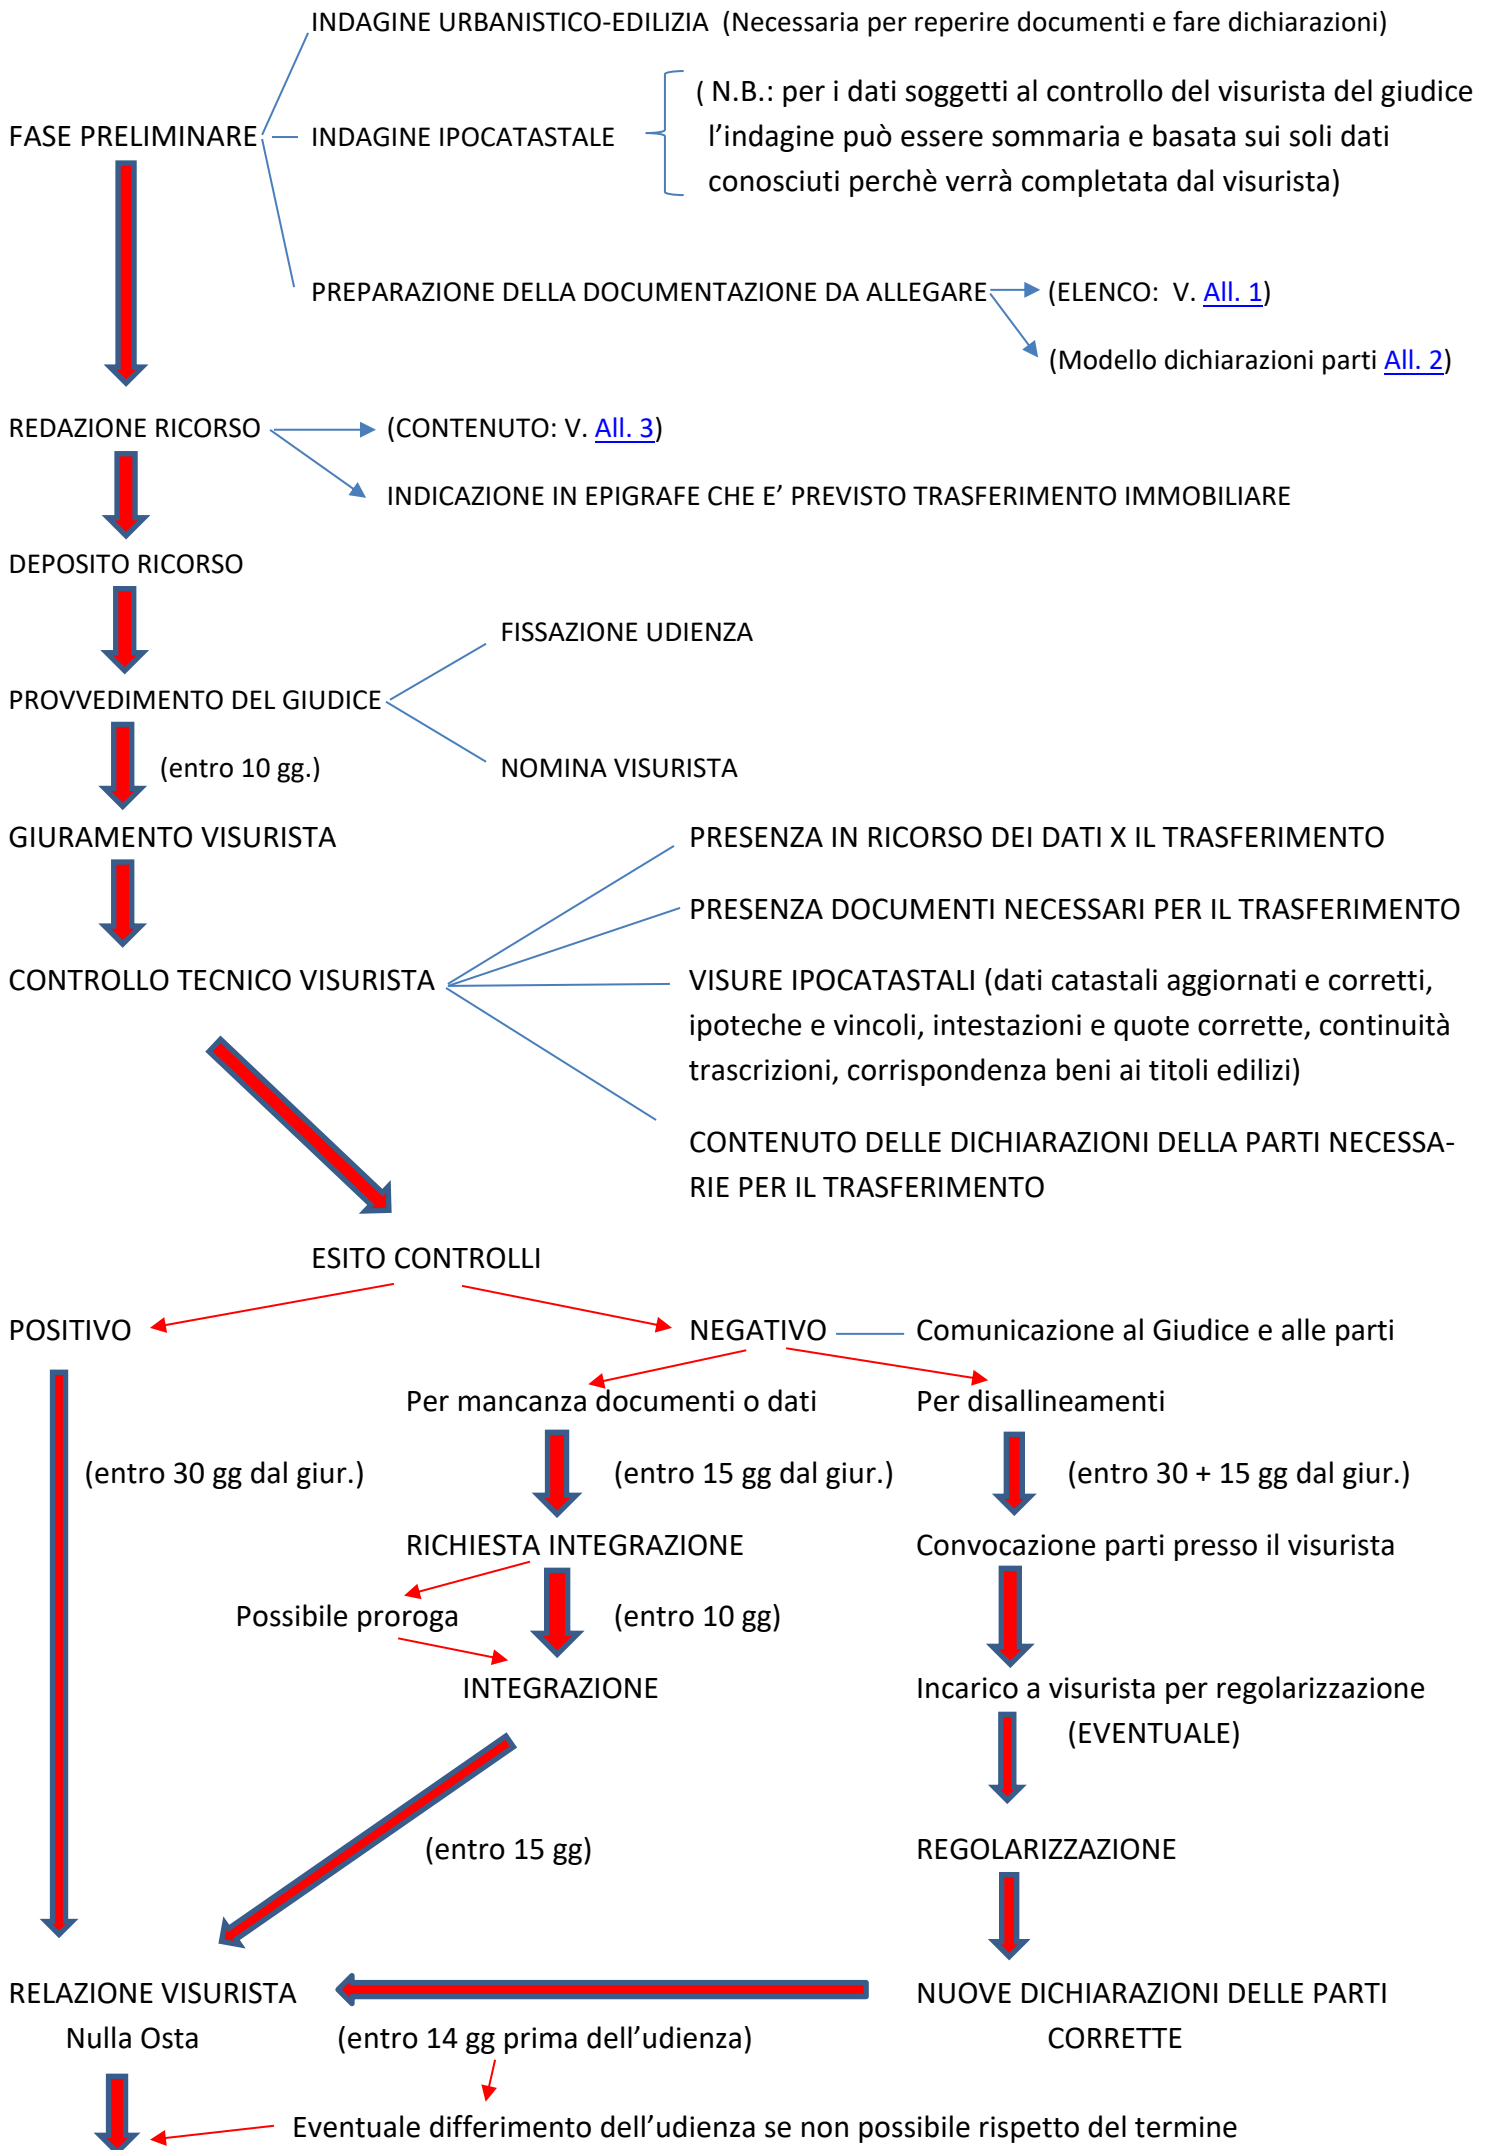 INDAGINE URBANISTICO-EDILIZIA (Necessaria per reperire documenti e fare dichiarazioni)
( N.B.: per i dati soggetti al controllo del visurista del giudice
FASE PRELIMINARE INDAGINE IPOCATASTALE l’indagine può essere sommaria e basata sui soli dati
conosciuti perchè verrà completata dal visurista)
PREPARAZIONE DELLA DOCUMENTAZIONE DA ALLEGARE (ELENCO: V. All. 1)
(Modello dichiarazioni parti All. 2)
REDAZIONE RICORSO (CONTENUTO: V. All. 3)
INDICAZIONE IN EPIGRAFE CHE E’ PREVISTO TRASFERIMENTO IMMOBILIARE
DEPOSITO RICORSO
FISSAZIONE UDIENZA
PROVVEDIMENTO DEL GIUDICE
(entro 10 gg.) NOMINA VISURISTA
GIURAMENTO VISURISTA PRESENZA IN RICORSO DEI DATI X IL TRASFERIMENTO
PRESENZA DOCUMENTI NECESSARI PER IL TRASFERIMENTO
CONTROLLO TECNICO VISURISTA VISURE IPOCATASTALI (dati catastali aggiornati e corretti,
ipoteche e vincoli, intestazioni e quote corrette, continuità
trascrizioni, corrispondenza beni ai titoli edilizi)
CONTENUTO DELLE DICHIARAZIONI DELLA PARTI NECESSA-
RIE PER IL TRASFERIMENTO
ESITO CONTROLLI
POSITIVO NEGATIVO Comunicazione al Giudice e alle parti
Per mancanza documenti o dati Per disallineamenti
(entro 30 gg dal giur.) (entro 15 gg dal giur.) (entro 30 + 15 gg dal giur.)
RICHIESTA INTEGRAZIONE Convocazione parti presso il visurista
Possibile proroga (entro 10 gg)
INTEGRAZIONE Incarico a visurista per regolarizzazione
(EVENTUALE)
(entro 15 gg) REGOLARIZZAZIONE
RELAZIONE VISURISTA NUOVE DICHIARAZIONI DELLE PARTI
Nulla Osta (entro 14 gg prima dell’udienza) CORRETTE
Eventuale differimento dell’udienza se non possibile rispetto del termine